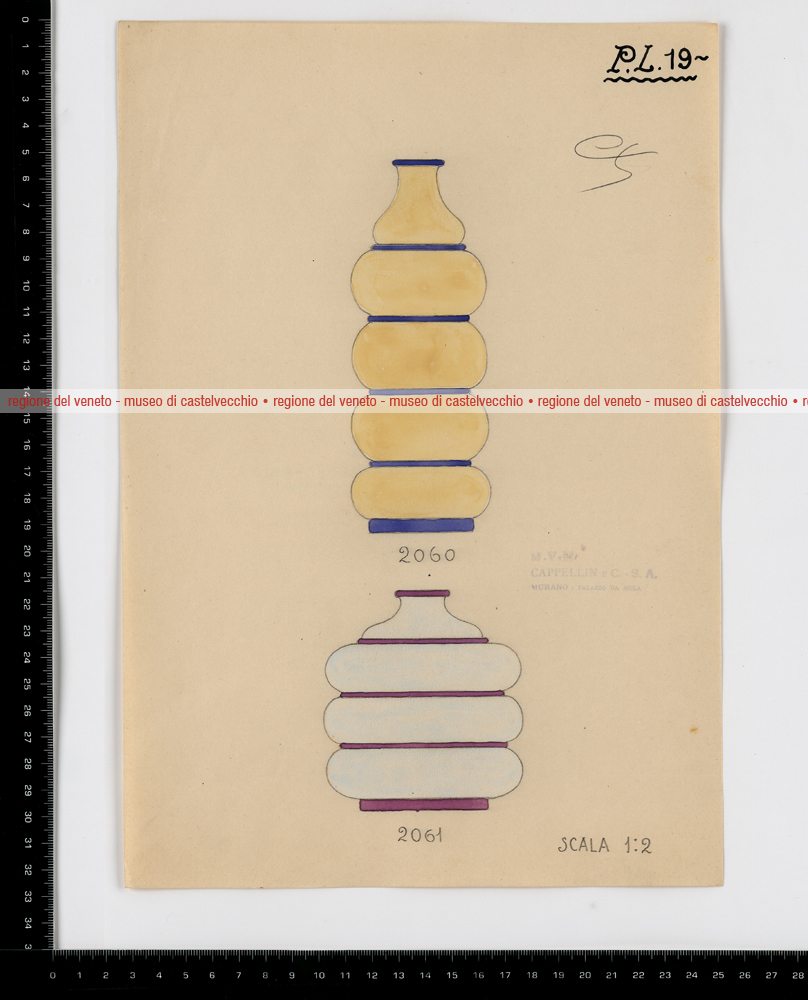 P.L. 19~
regione del veneto - museo di castelvecchio • regione del veneto - museo di castelvecchio • regione del veneto - museo di castelvecchio • r
2060
CAPPELLIN & C. - S. A.
MURANO -
2061
SCALA 1:2
0 1 2 3 4 5 6 7 8 9 10 11 12 13 14 15 16 17 18 19 20 21 22 23 24 25 26 27 28 29 30 31 32 33 34 3
0 1 2 3 4 5 6 7 8 9 10 11 12 13 14 15 16 17 18 19 20 21 22 23 24 25 26 27 28